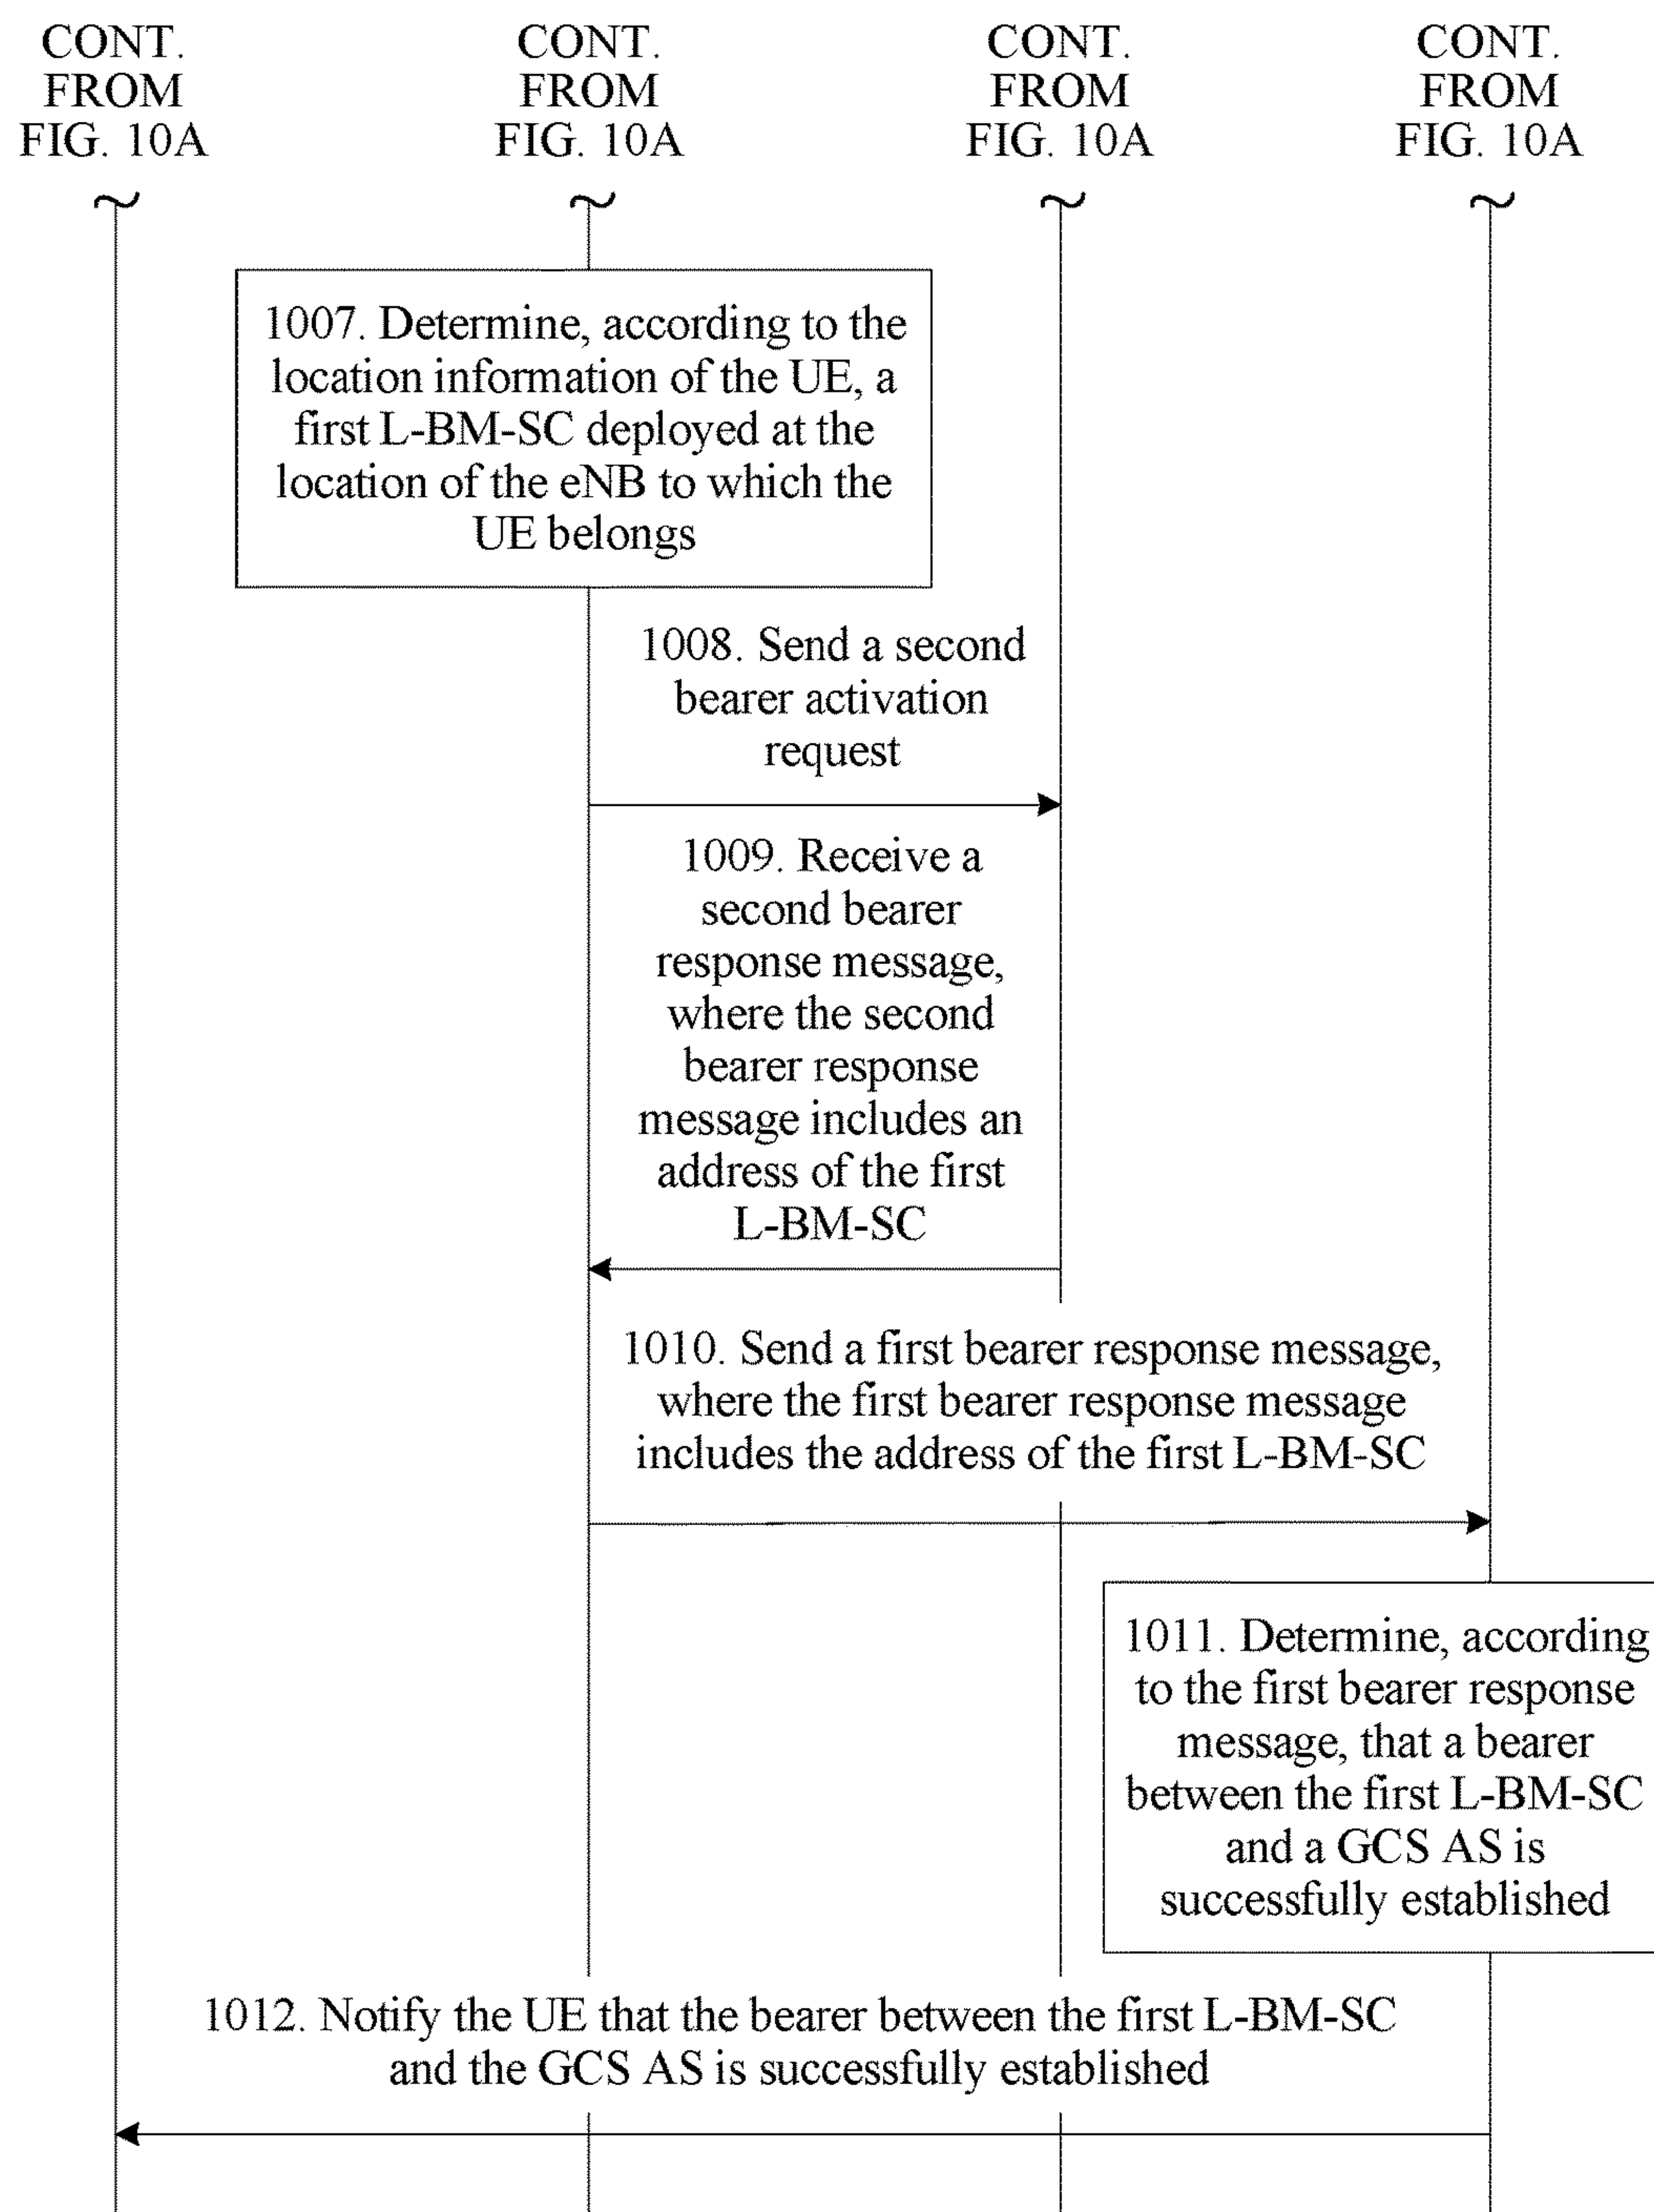 CONT.
FROM
FIG. 10A
CONT.
FROM
FIG. 10A
CONT.
FROM
FIG. 10A
CONT.
FROM
FIG. 10A
1007. Determine, according to the
location information of the UE, a
first L-BM-SC deployed at the
location of the eNB to which the
UE belongs
1008. Send a second
bearer activation
request
1009. Receive a
second bearer
response message,
where the second
bearer response
message includes an
address of the first
L-BM-SC
1010. Send a first bearer response message,
where the first bearer response message
includes the address of the first L-BM-SC
1011. Determine, according
to the first bearer response
message, that a bearer
between the first L-BM-SC
and a GCS AS is
successfully established
1012. Notify the UE that the bearer between the first L-BM-SC
and the GCS AS is successfully established